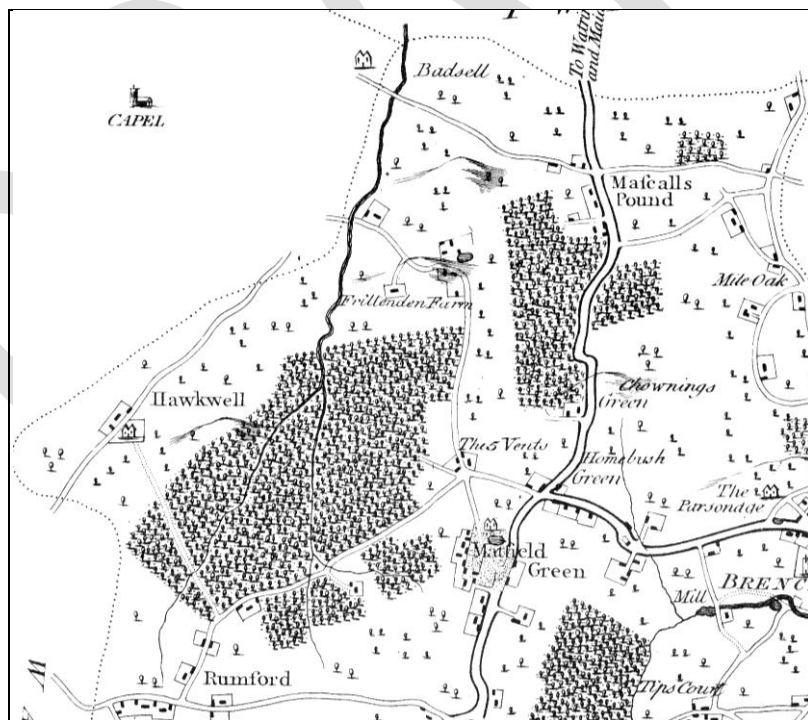 To Watr
and Maid
Badsell
CAPEL
Maſcalls
Pound
Mile Oak
Frillenden Farm
Chownings
Green
Hawkwell
The 5 Vents
Homebush
Green
The
Parsonage
Matfield
Green
BRENC
Mill
Rumford
Tips Court